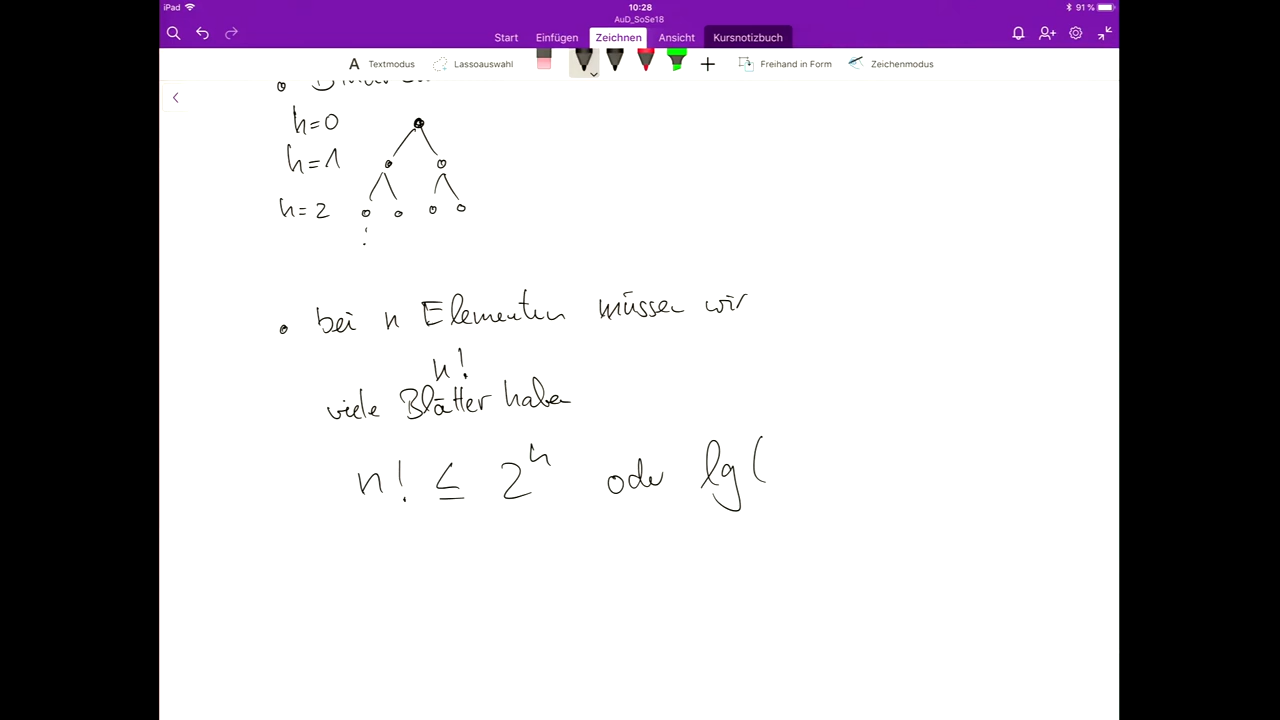 iPad 10:28 91 %
AuD_SoSe18
Start Einfügen Zeichnen Ansicht Kursnotizbuch
A Textmodus Lassoauswahl Freihand in Form Zeichenmodus
h=0
h=1
h=2
• bei n Elementen müssen wir
n!
viele Blätter haben
n! ≤ 2^h oder lg(